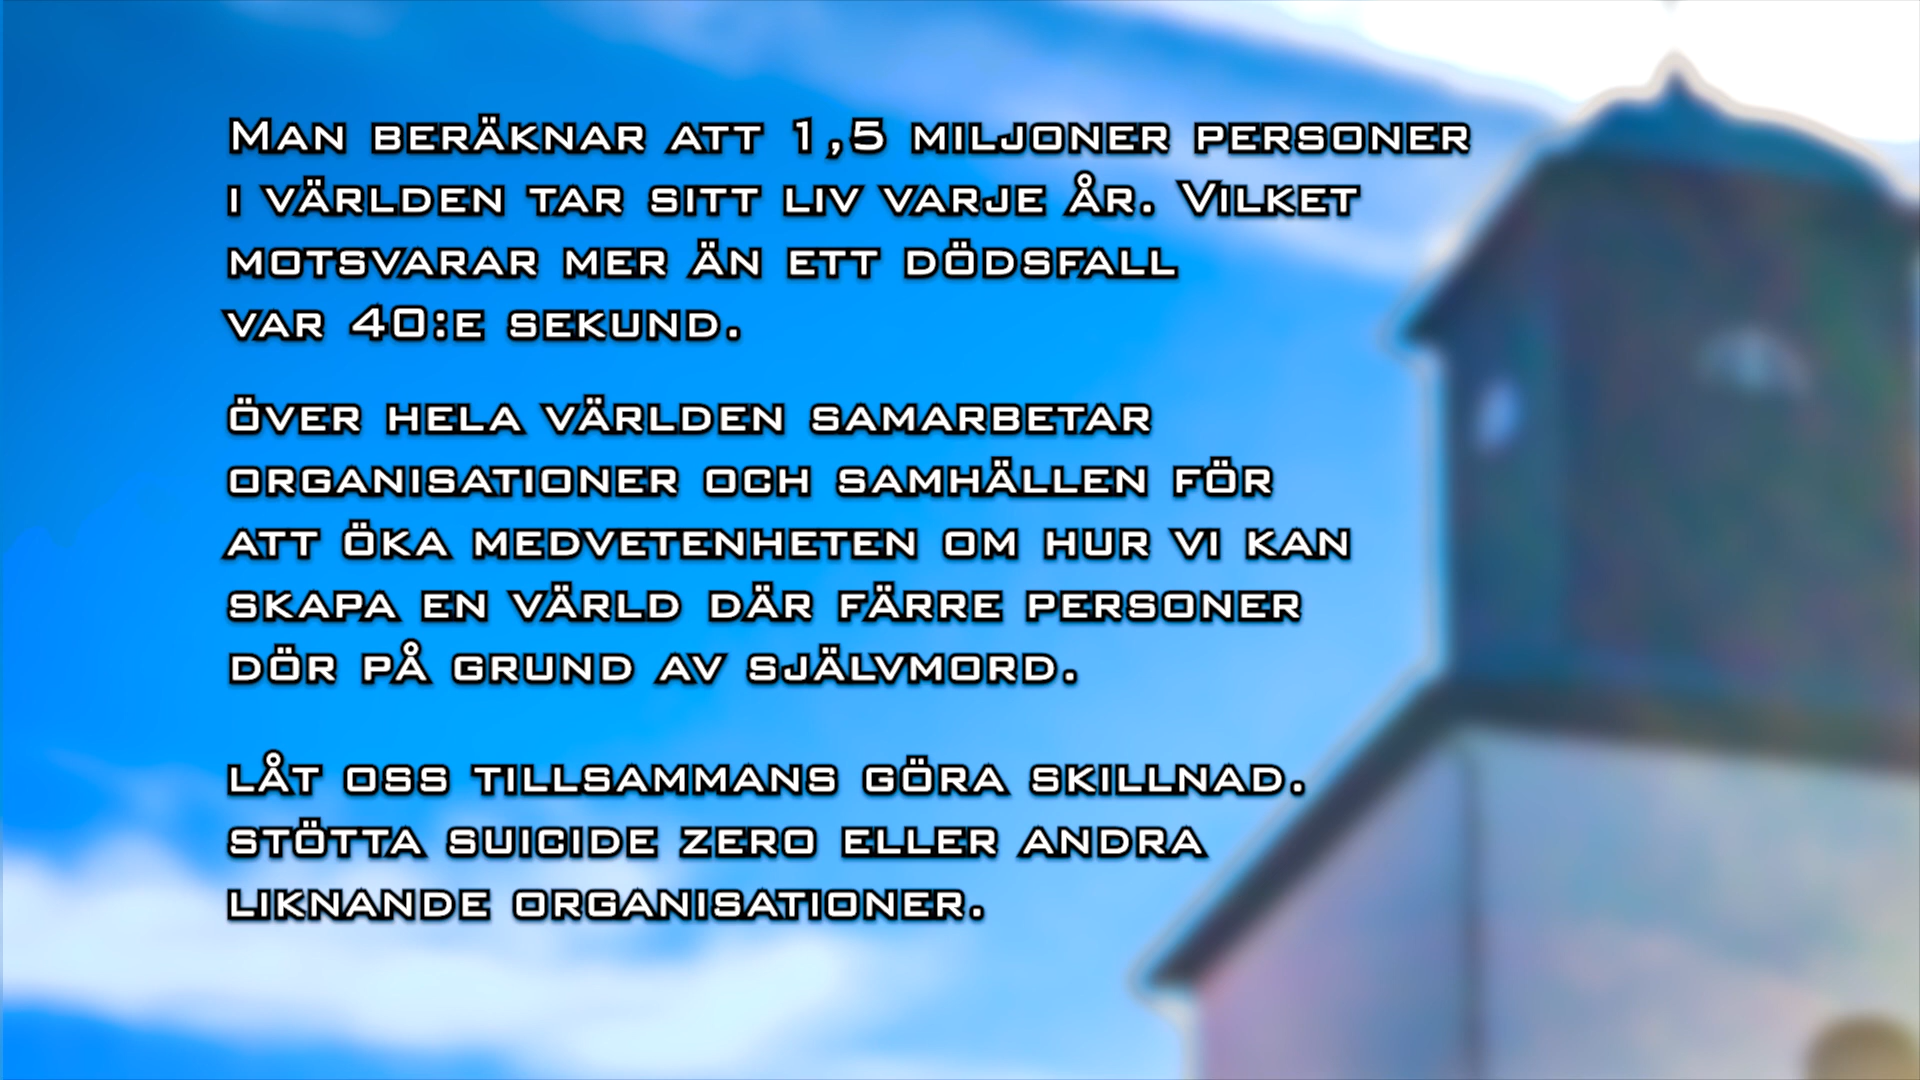 Man beräknar att 1,5 miljoner personer
i världen tar sitt liv varje år. Vilket
motsvarar mer än ett dödsfall
var 40:e sekund.
över hela världen samarbetar
organisationer och samhällen för
att öka medvetenheten om hur vi kan
skapa en värld där färre personer
dör på grund av självmord.
låt oss tillsammans göra skillnad.
stötta suicide zero eller andra
liknande organisationer.